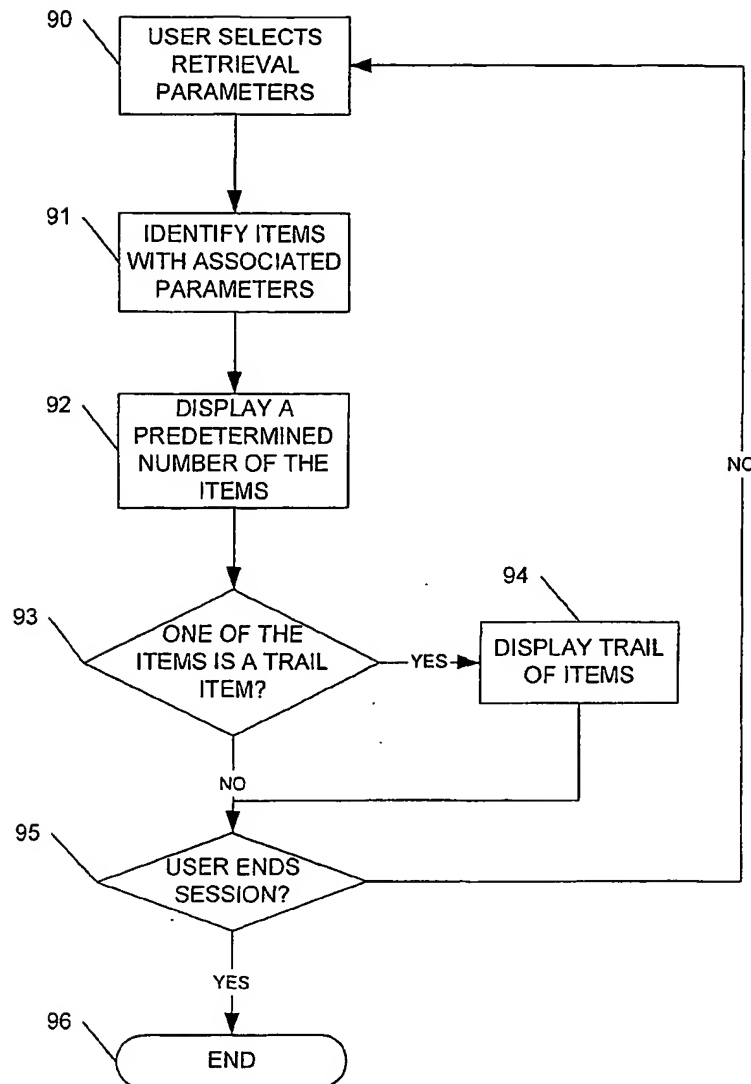 90
USER SELECTS
RETRIEVAL
PARAMETERS
91
IDENTIFY ITEMS
WITH ASSOCIATED
PARAMETERS
92
DISPLAY A
PREDETERMINED
NUMBER OF THE
ITEMS
NO
93
ONE OF THE
ITEMS IS A TRAIL
ITEM?
YES
94
DISPLAY TRAIL
OF ITEMS
NO
95
USER ENDS
SESSION?
YES
96
END